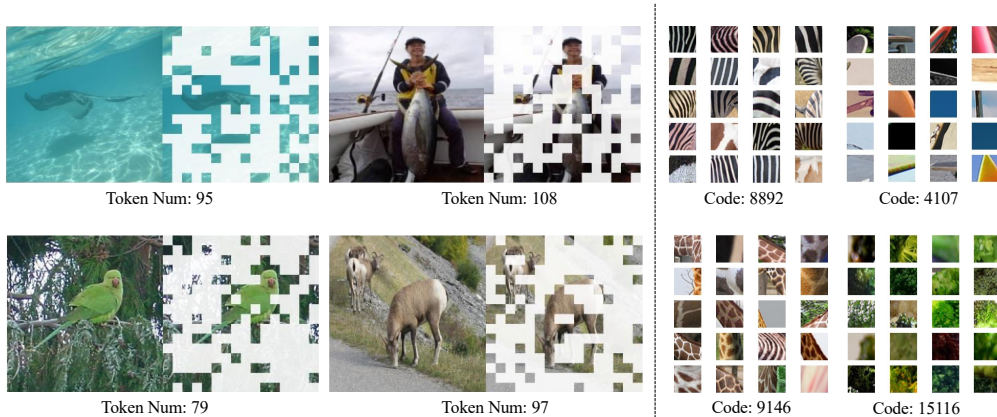 Token Num: 95
Token Num: 108
Code: 8892
Code: 4107
Token Num: 79
Token Num: 97
Code: 9146
Code: 15116